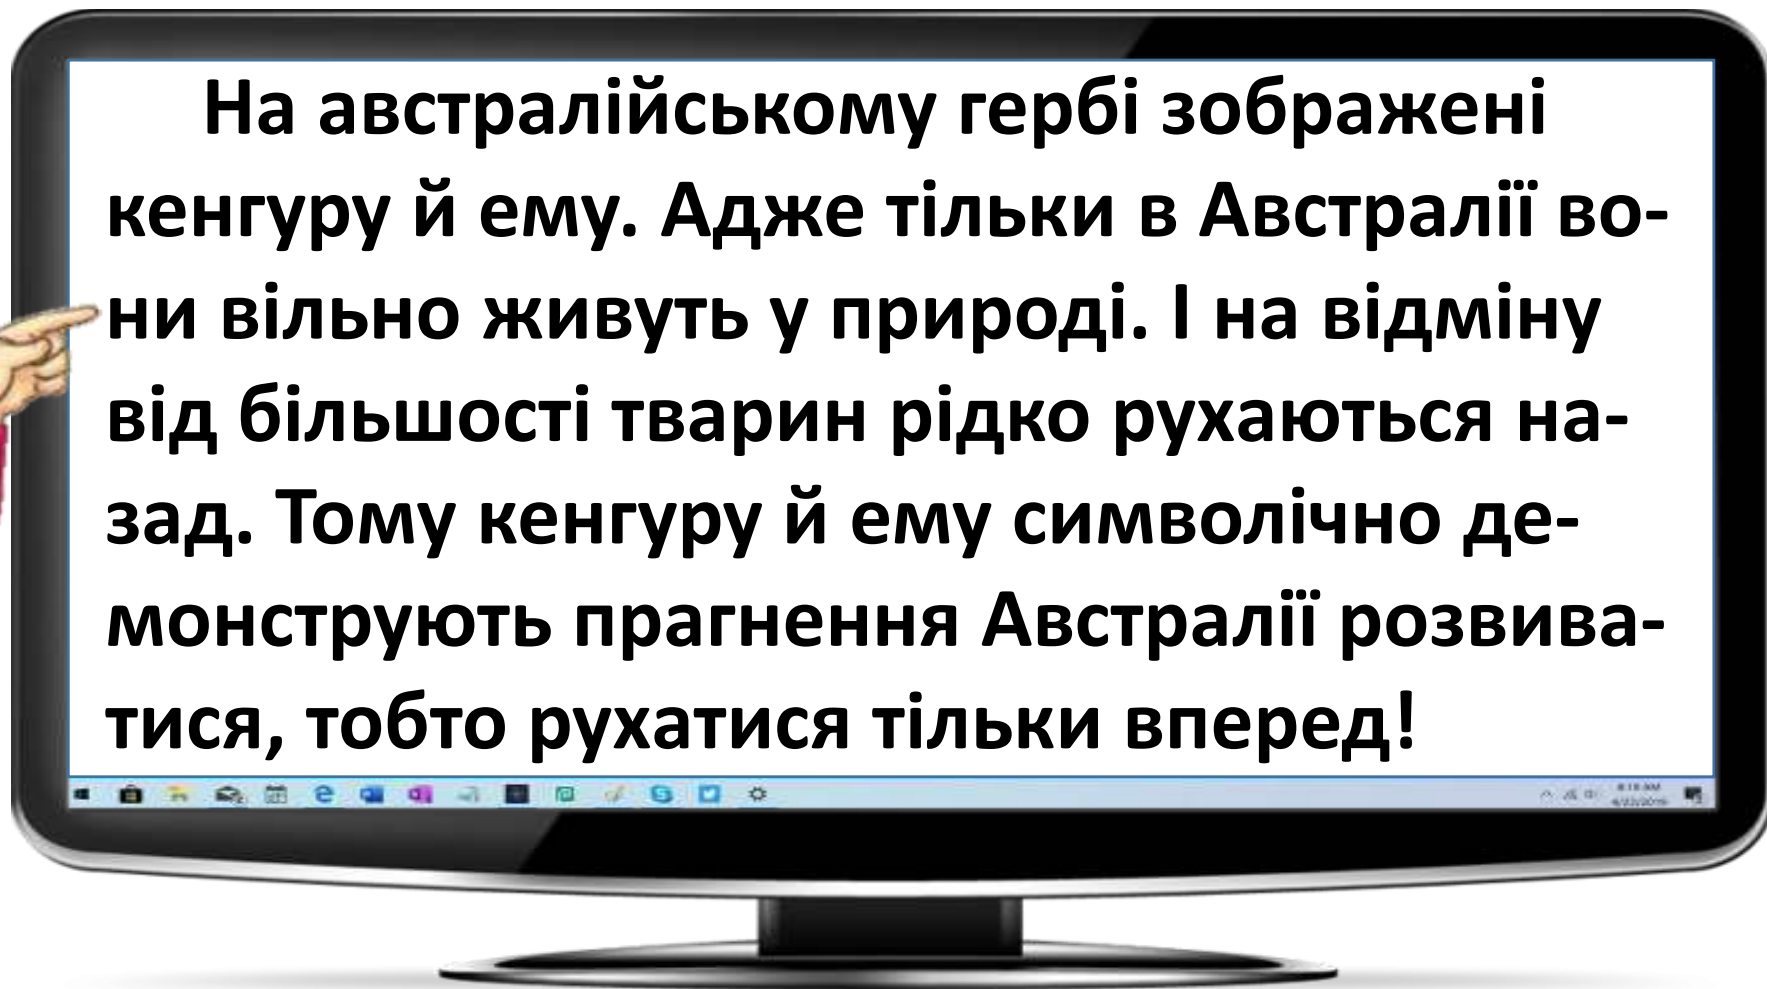 На австралійському гербі зображені
кенгуру й ему. Адже тільки в Австралії во-
ни вільно живуть у природі. І на відміну
від більшості тварин рідко рухаються на-
зад. Тому кенгуру й ему символічно де-
монструють прагнення Австралії розвива-
тися, тобто рухатися тільки вперед!